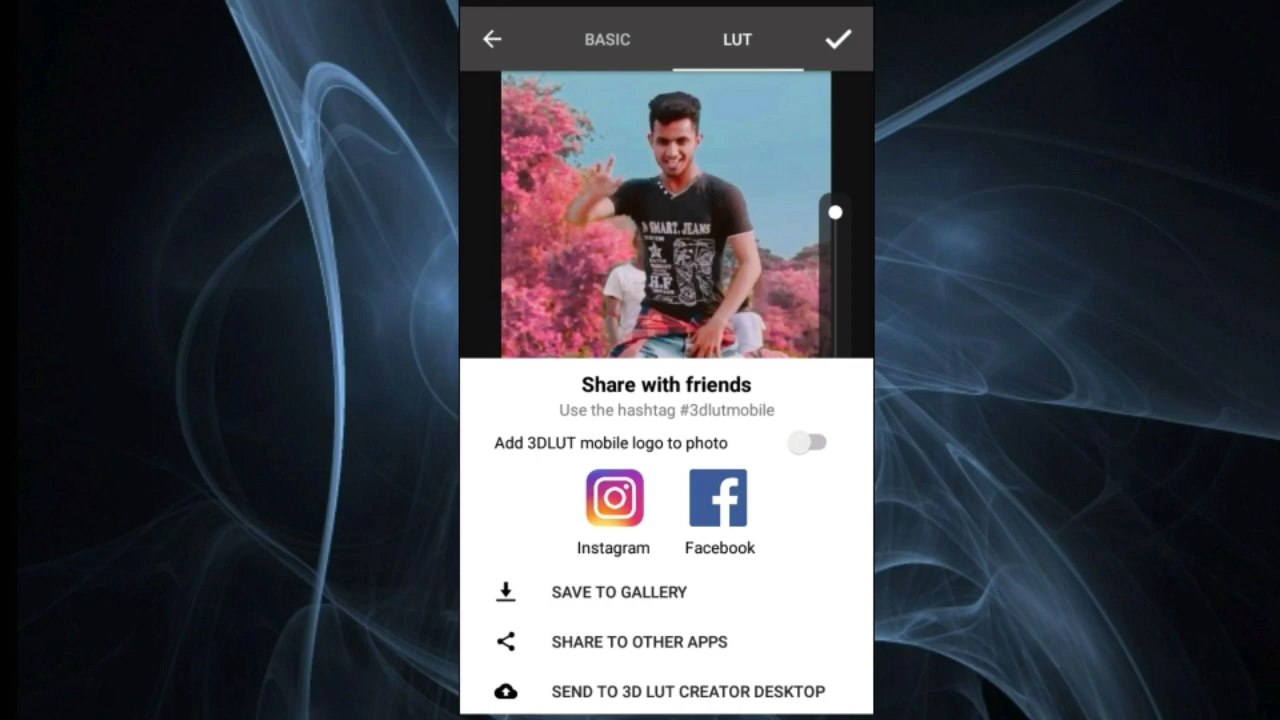 BASIC LUT
SMART. JEANS
H.F
Share with friends
Use the hashtag #3dlutmobile
Add 3DLUT mobile logo to photo
Instagram Facebook
SAVE TO GALLERY
SHARE TO OTHER APPS
SEND TO 3D LUT CREATOR DESKTOP